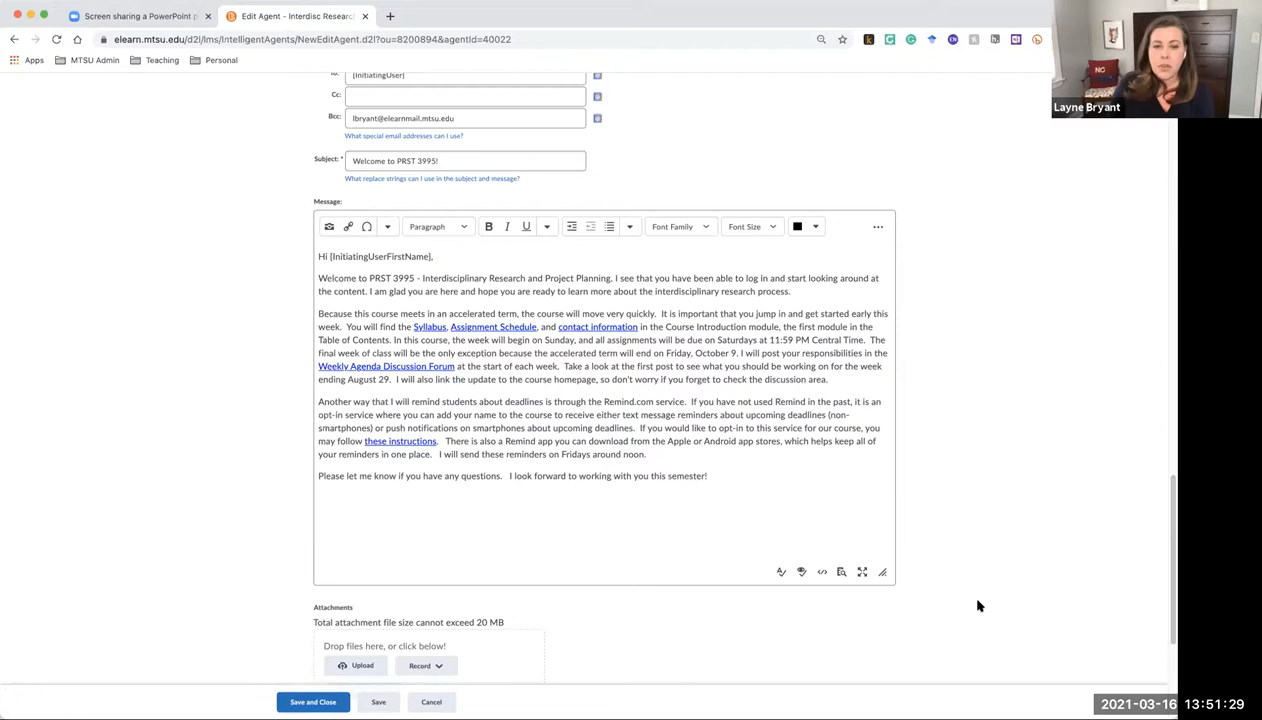 Screen sharing a PowerPoint p
Edit Agent - Interdisc Research
elearn.mtsu.edu/d2l/lms/IntelligentAgents/NewEditAgent.d2l?ou=8200894&agentId=40022
Apps MTSU Admin Teaching Personal
Layne Bryant
{InitiatingUser}
Cc:
Bcc: lbryant@elearnmail.mtsu.edu
What special email addresses can I use?
Subject: * Welcome to PRST 3995!
What replace strings can I use in the subject and message?
Message:
Paragraph B I U Font Family Font Size
Hi {InitiatingUserFirstName},
Welcome to PRST 3995 - Interdisciplinary Research and Project Planning. I see that you have been able to log in and start looking around at
the content. I am glad you are here and hope you are ready to learn more about the interdisciplinary research process.
Because this course meets in an accelerated term, the course will move very quickly. It is important that you jump in and get started early this
week. You will find the Syllabus, Assignment Schedule, and contact information in the Course Introduction module, the first module in the
Table of Contents. In this course, the week will begin on Sunday, and all assignments will be due on Saturdays at 11:59 PM Central Time. The
final week of class will be the only exception because the accelerated term will end on Friday, October 9. I will post your responsibilities in the
Weekly Agenda Discussion Forum at the start of each week. Take a look at the first post to see what you should be working on for the week
ending August 29. I will also link the update to the course homepage, so don't worry if you forget to check the discussion area.
Another way that I will remind students about deadlines is through the Remind.com service. If you have not used Remind in the past, it is an
opt-in service where you can add your name to the course to receive either text message reminders about upcoming deadlines (non-
smartphones) or push notifications on smartphones about upcoming deadlines. If you would like to opt-in to this service for our course, you
may follow these instructions. There is also a Remind app you can download from the Apple or Android app stores, which helps keep all of
your reminders in one place. I will send these reminders on Fridays around noon.
Please let me know if you have any questions. I look forward to working with you this semester!
Attachments
Total attachment file size cannot exceed 20 MB
Drop files here, or click below!
Upload Record
Save and Close Save Cancel
2021-03-16 13:51:29